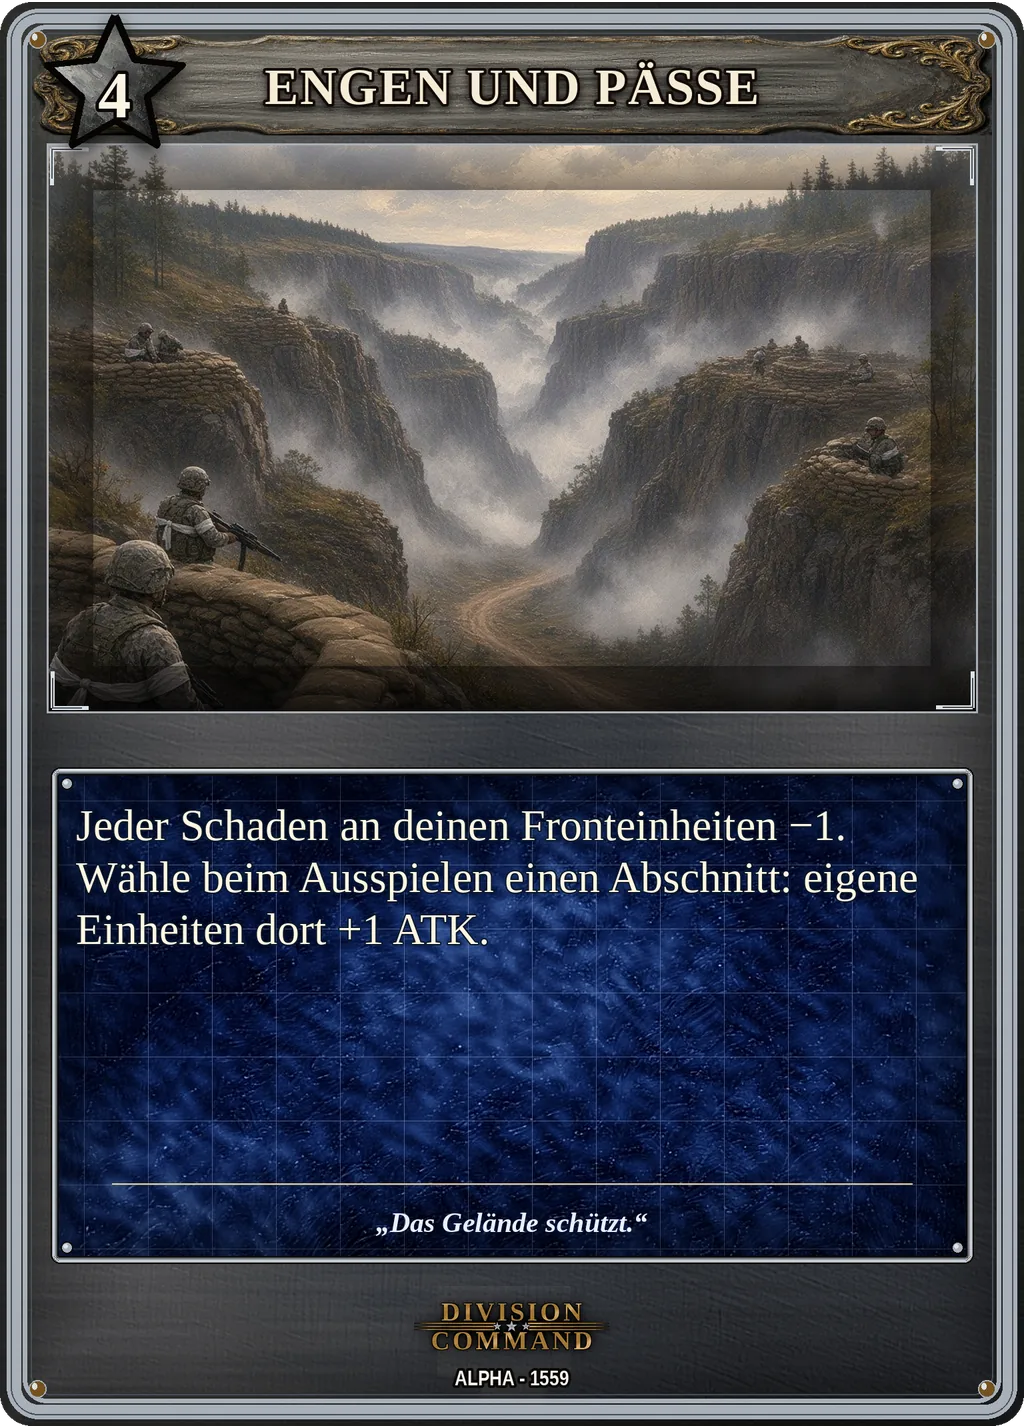 4
ENGEN UND PÄSSE
Jeder Schaden an deinen Fronteinheiten −1.
Wähle beim Ausspielen einen Abschnitt: eigene
Einheiten dort +1 ATK.
„Das Gelände schützt.“
DIVISION
COMMAND
ALPHA - 1559